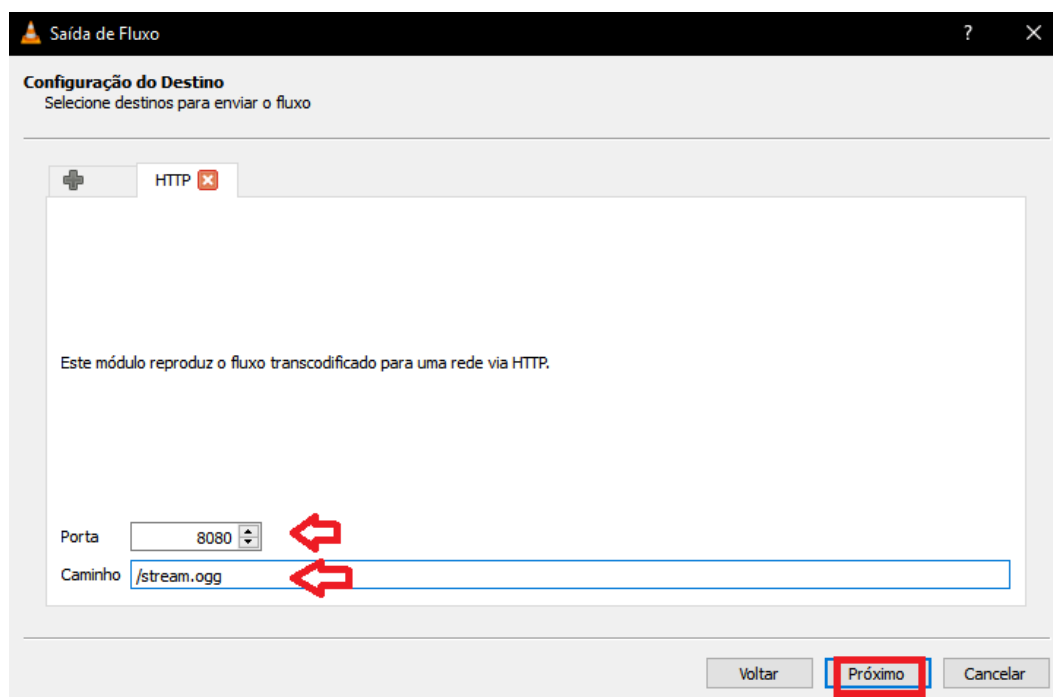 Saída de Fluxo
?
Configuração do Destino
Selecione destinos para enviar o fluxo
HTTP
Este módulo reproduz o fluxo transcodificado para uma rede via HTTP.
Porta 8080
Caminho /stream.ogg
Voltar Próximo Cancelar